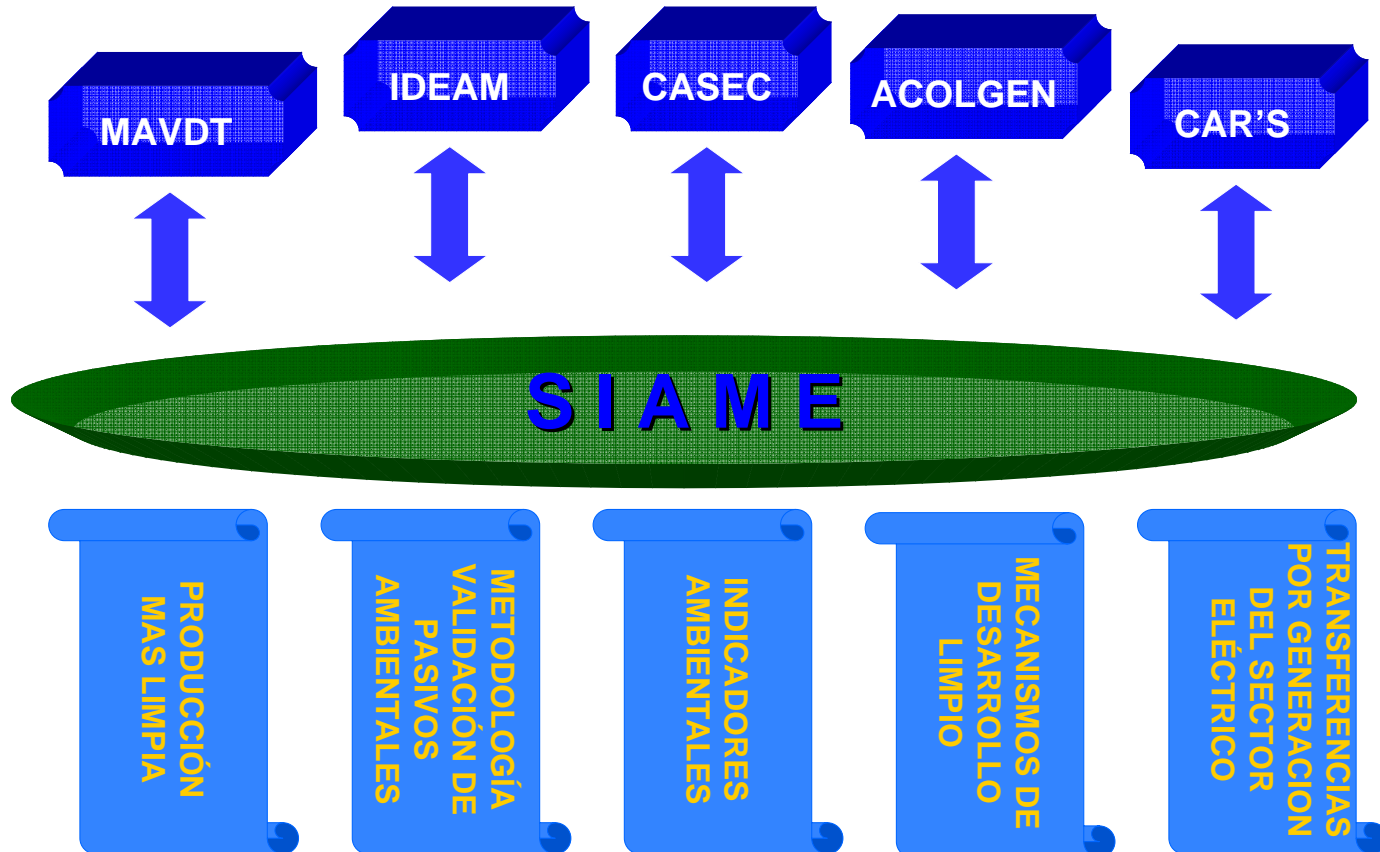 MAVDT
IDEAM
CASEC
ACOLGEN
CAR'S
S I A M E
PRODUCCIÓN
MAS LIMPIA
METODOLOGÍA
VALIDACIÓN DE
PASIVOS
AMBIENTALES
INDICADORES
AMBIENTALES
MECANISMOS DE
DESARROLLO
LIMPIO
TRANSFERENCIAS
POR GENERACION
DEL SECTOR
ELÉCTRICO